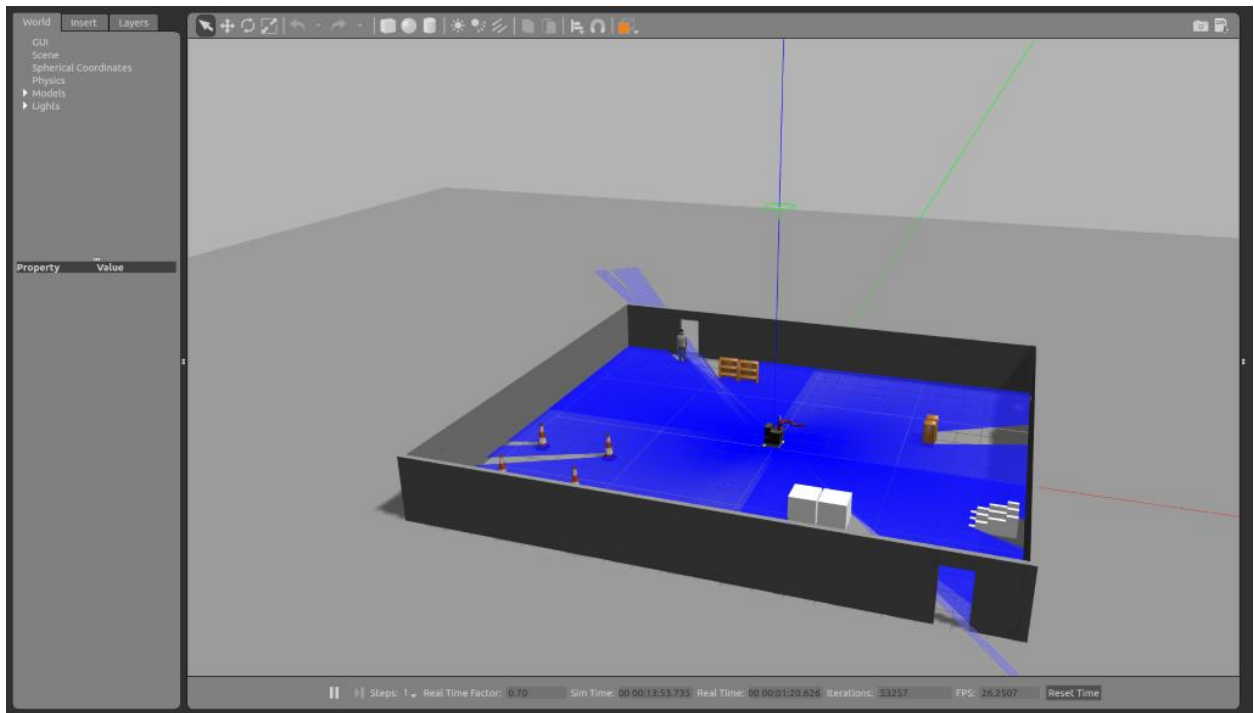 World Insert Layers
GUI
Scene
Spherical Coordinates
Physics
Models
Lights
Property Value
Steps: 1 Real Time Factor: 0.70 Sim Time: 00 00:13:53.735 Real Time: 00 00:01:20.626 Iterations: 53257 FPS: 26.2507 Reset Time